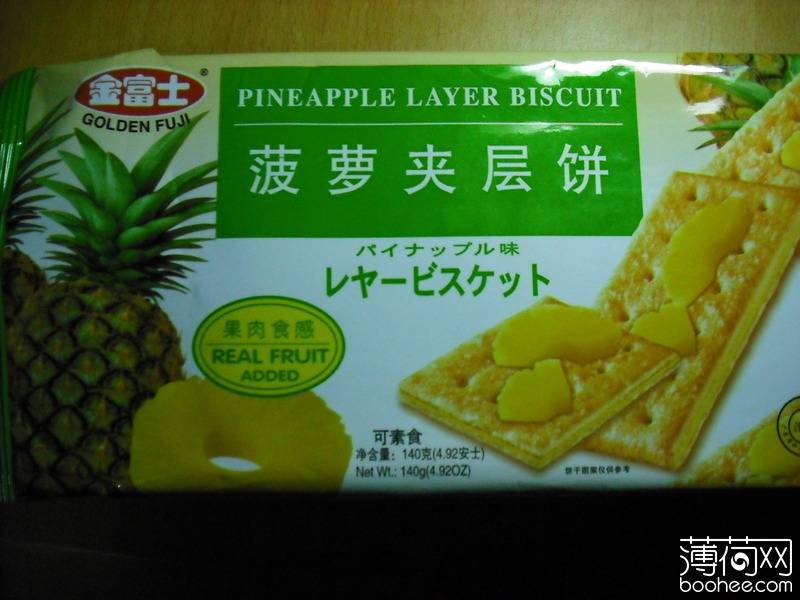 金富士®
GOLDEN FUJI
PINEAPPLE LAYER BISCUIT
菠萝夹层饼
パイナップル味
レヤービスケット
果肉食感
REAL FRUIT
ADDED
可素食
净含量: 140克(4.92安士)
Net Wt.: 140g(4.92OZ)
饼干图案仅供参考
薄荷网
boohee.com